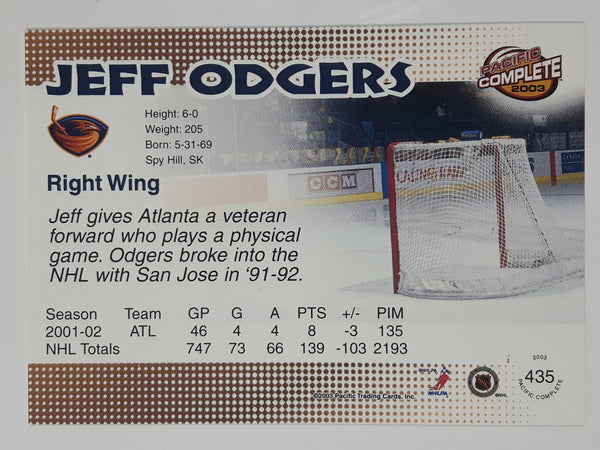 JEFF ODGERS
PACIFIC
COMPLETE
2003
Height: 6-0
Weight: 205
Born: 5-31-69
Spy Hill, SK
Right Wing
CCM
Jeff gives Atlanta a veteran
forward who plays a physical
game. Odgers broke into the
NHL with San Jose in '91-92.
Season Team GP G A PTS +/- PIM
2001-02 ATL 46 4 4 8 -3 135
NHL Totals 747 73 66 139 -103 2193
©2003 Pacific Trading Cards, Inc.
NHLPA
©NHL
2003
435
PACIFIC COMPLETE